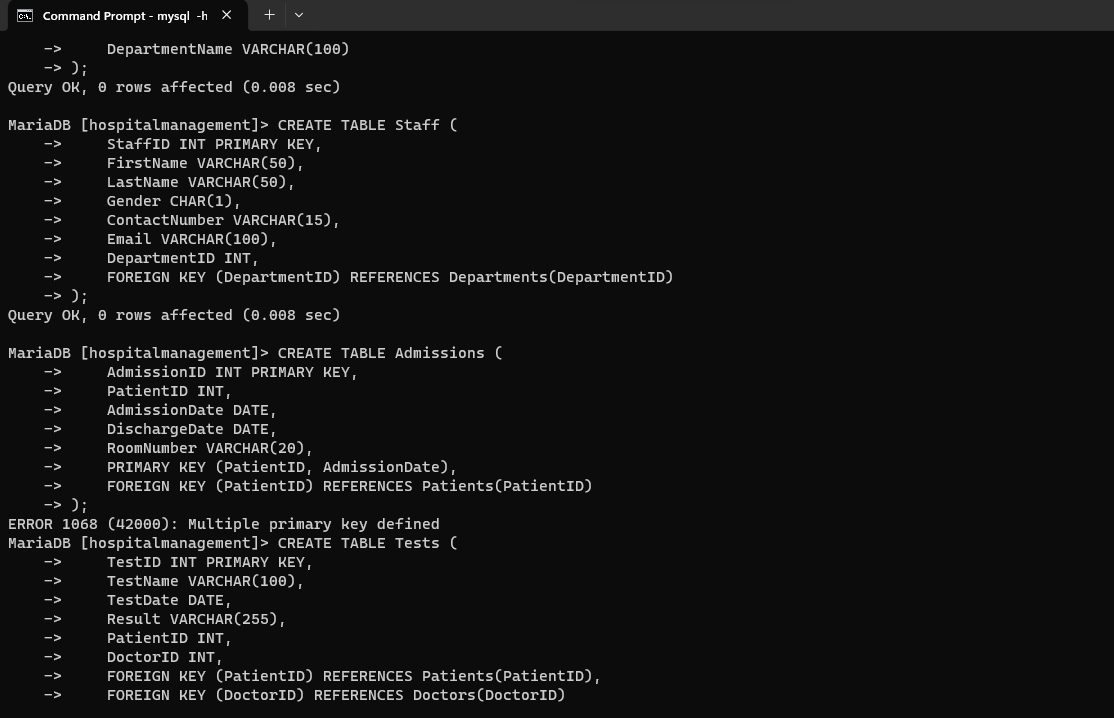 Command Prompt - mysql -h
-> DepartmentName VARCHAR(100)
-> );
Query OK, 0 rows affected (0.008 sec)
MariaDB [hospitalmanagement]> CREATE TABLE Staff (
-> StaffID INT PRIMARY KEY,
-> FirstName VARCHAR(50),
-> LastName VARCHAR(50),
-> Gender CHAR(1),
-> ContactNumber VARCHAR(15),
-> Email VARCHAR(100),
-> DepartmentID INT,
-> FOREIGN KEY (DepartmentID) REFERENCES Departments(DepartmentID)
-> );
Query OK, 0 rows affected (0.008 sec)
MariaDB [hospitalmanagement]> CREATE TABLE Admissions (
-> AdmissionID INT PRIMARY KEY,
-> PatientID INT,
-> AdmissionDate DATE,
-> DischargeDate DATE,
-> RoomNumber VARCHAR(20),
-> PRIMARY KEY (PatientID, AdmissionDate),
-> FOREIGN KEY (PatientID) REFERENCES Patients(PatientID)
-> );
ERROR 1068 (42000): Multiple primary key defined
MariaDB [hospitalmanagement]> CREATE TABLE Tests (
-> TestID INT PRIMARY KEY,
-> TestName VARCHAR(100),
-> TestDate DATE,
-> Result VARCHAR(255),
-> PatientID INT,
-> DoctorID INT,
-> FOREIGN KEY (PatientID) REFERENCES Patients(PatientID),
-> FOREIGN KEY (DoctorID) REFERENCES Doctors(DoctorID)